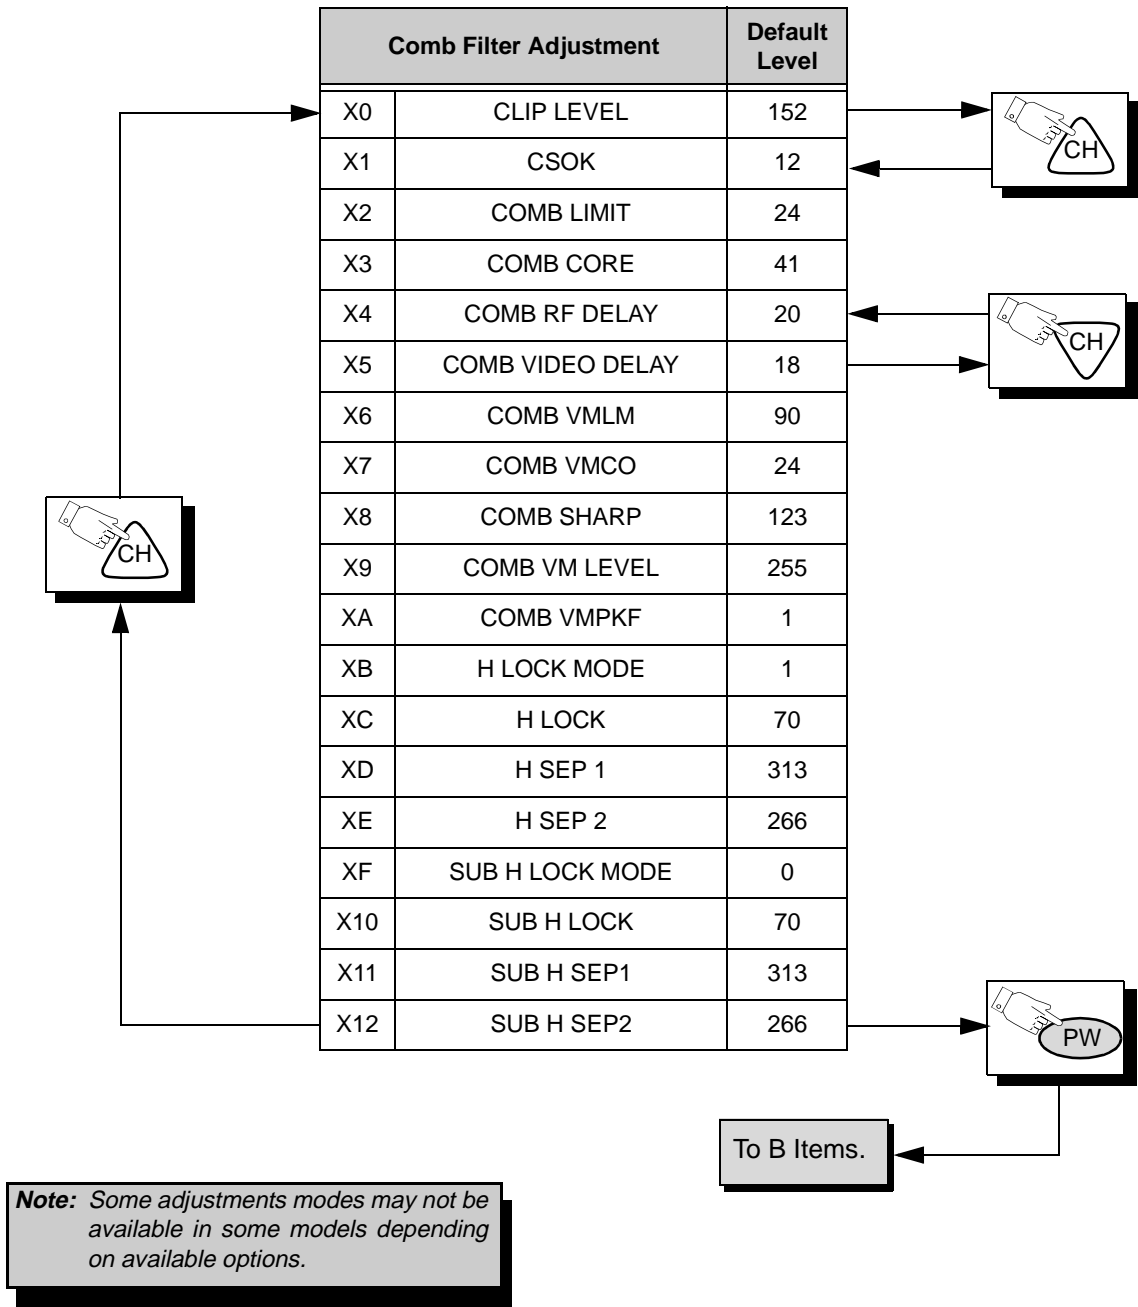 Comb Filter Adjustment Default Level
X0 CLIP LEVEL 152
X1 CSOK 12
X2 COMB LIMIT 24
X3 COMB CORE 41
X4 COMB RF DELAY 20
X5 COMB VIDEO DELAY 18
X6 COMB VMLM 90
X7 COMB VMCO 24
X8 COMB SHARP 123
X9 COMB VM LEVEL 255
XA COMB VMPKF 1
XB H LOCK MODE 1
XC H LOCK 70
XD H SEP 1 313
XE H SEP 2 266
XF SUB H LOCK MODE 0
X10 SUB H LOCK 70
X11 SUB H SEP1 313
X12 SUB H SEP2 266
CH
CH
CH
PW
To B Items.
Note: Some adjustments modes may not be
available in some models depending
on available options.